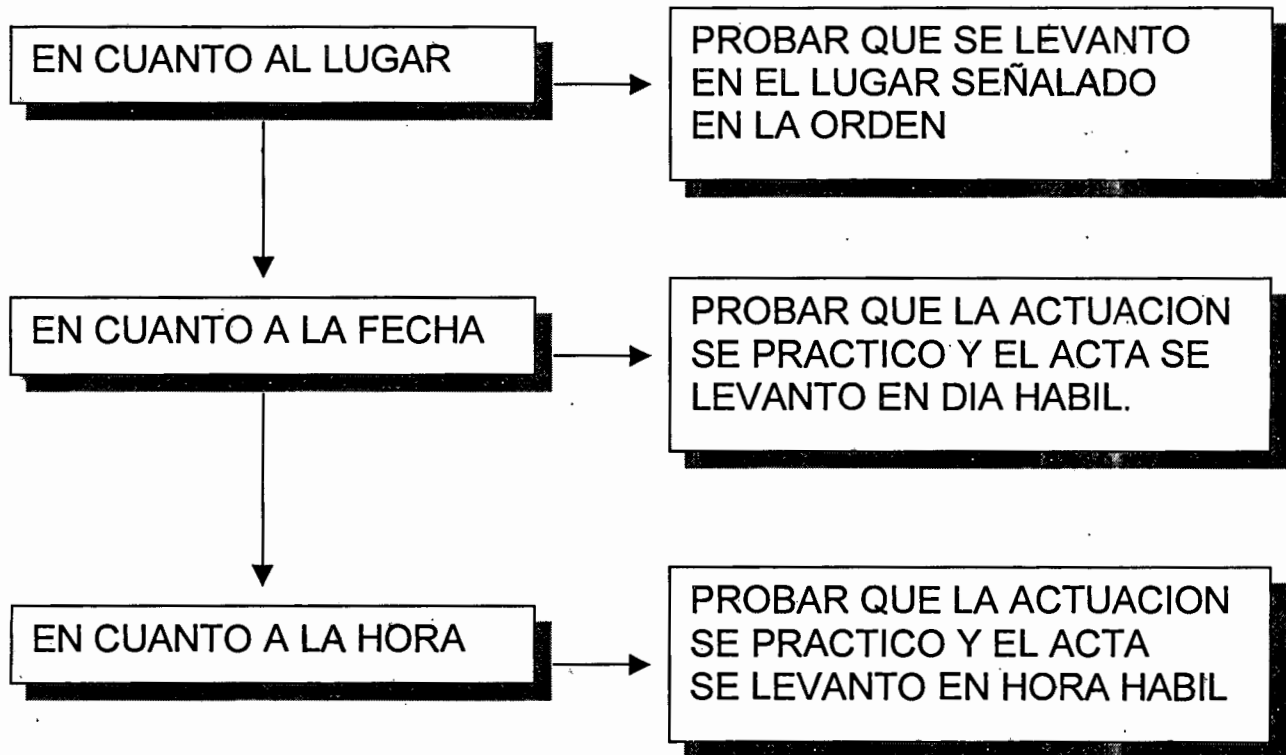 EN CUANTO AL LUGAR
PROBAR QUE SE LEVANTO
EN EL LUGAR SEÑALADO
EN LA ORDEN
EN CUANTO A LA FECHA
PROBAR QUE LA ACTUACION
SE PRACTICO Y EL ACTA SE
LEVANTO EN DIA HABIL.
EN CUANTO A LA HORA
PROBAR QUE LA ACTUACION
SE PRACTICO Y EL ACTA
SE LEVANTO EN HORA HABIL